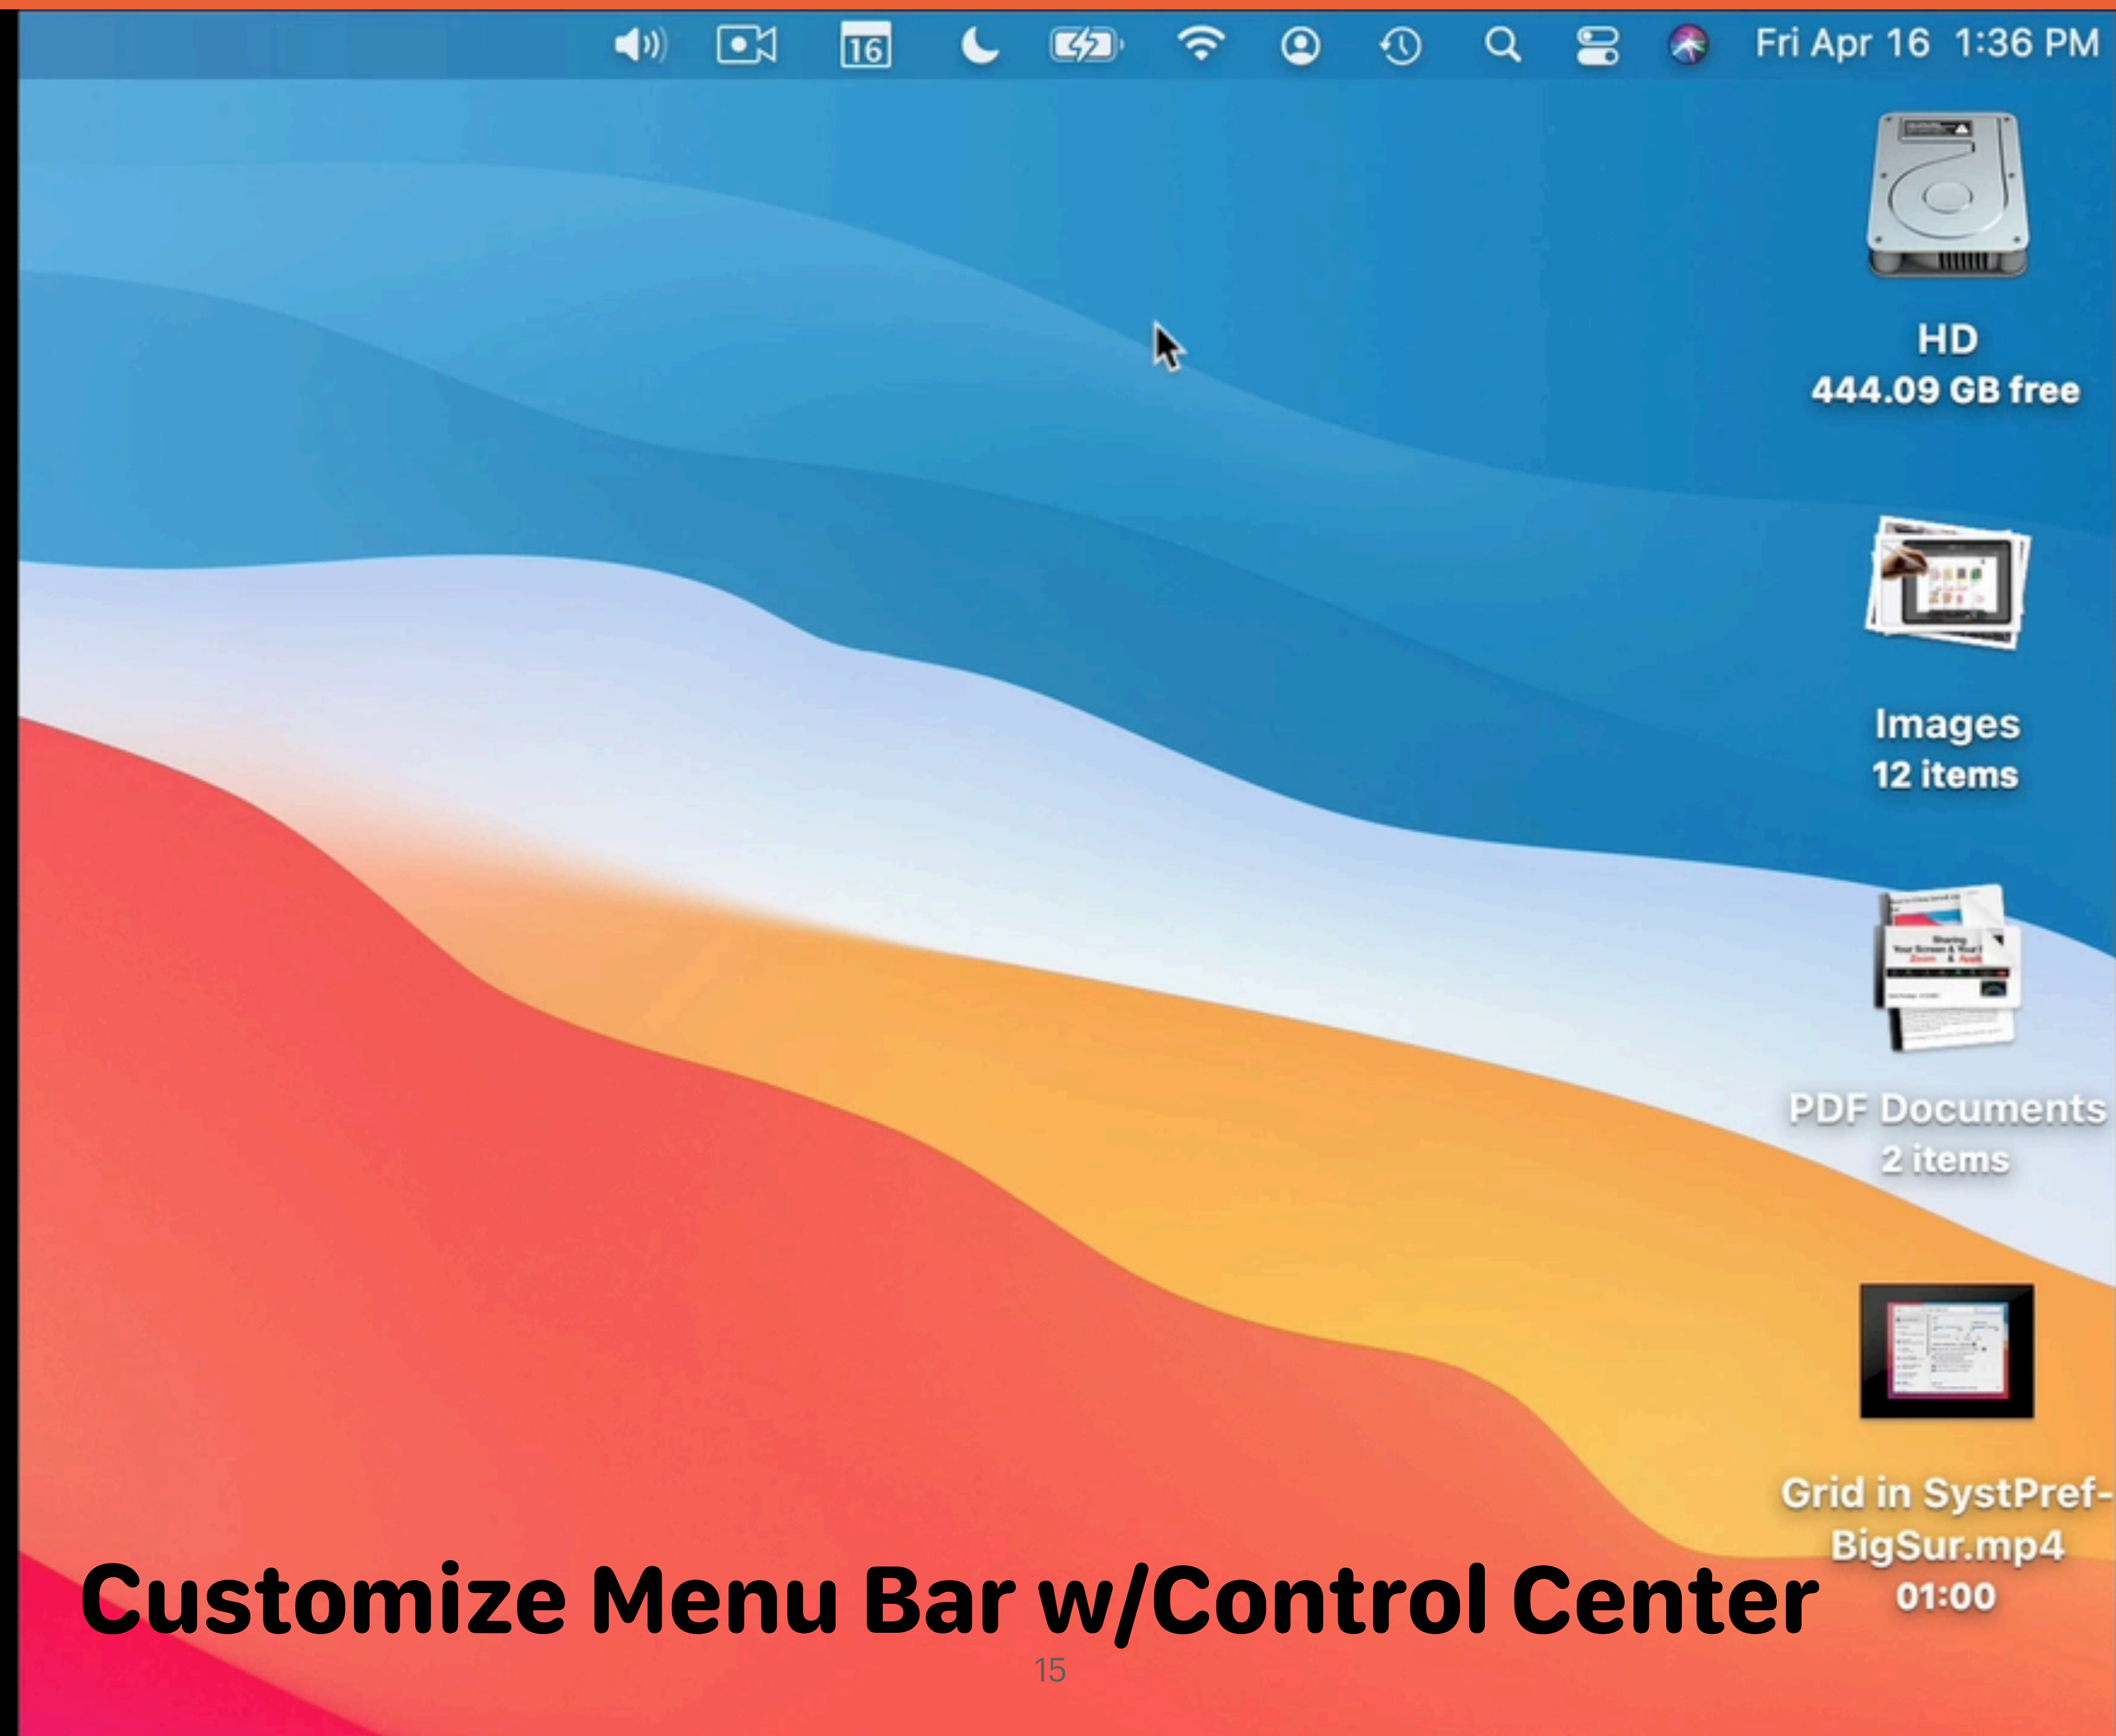 16
Fri Apr 16 1:36 PM
HD
444.09 GB free
Images
12 items
Sharing
PDF Documents
2 items
Grid in SystPref-
BigSur.mp4
01:00
Customize Menu Bar w/Control Center
15